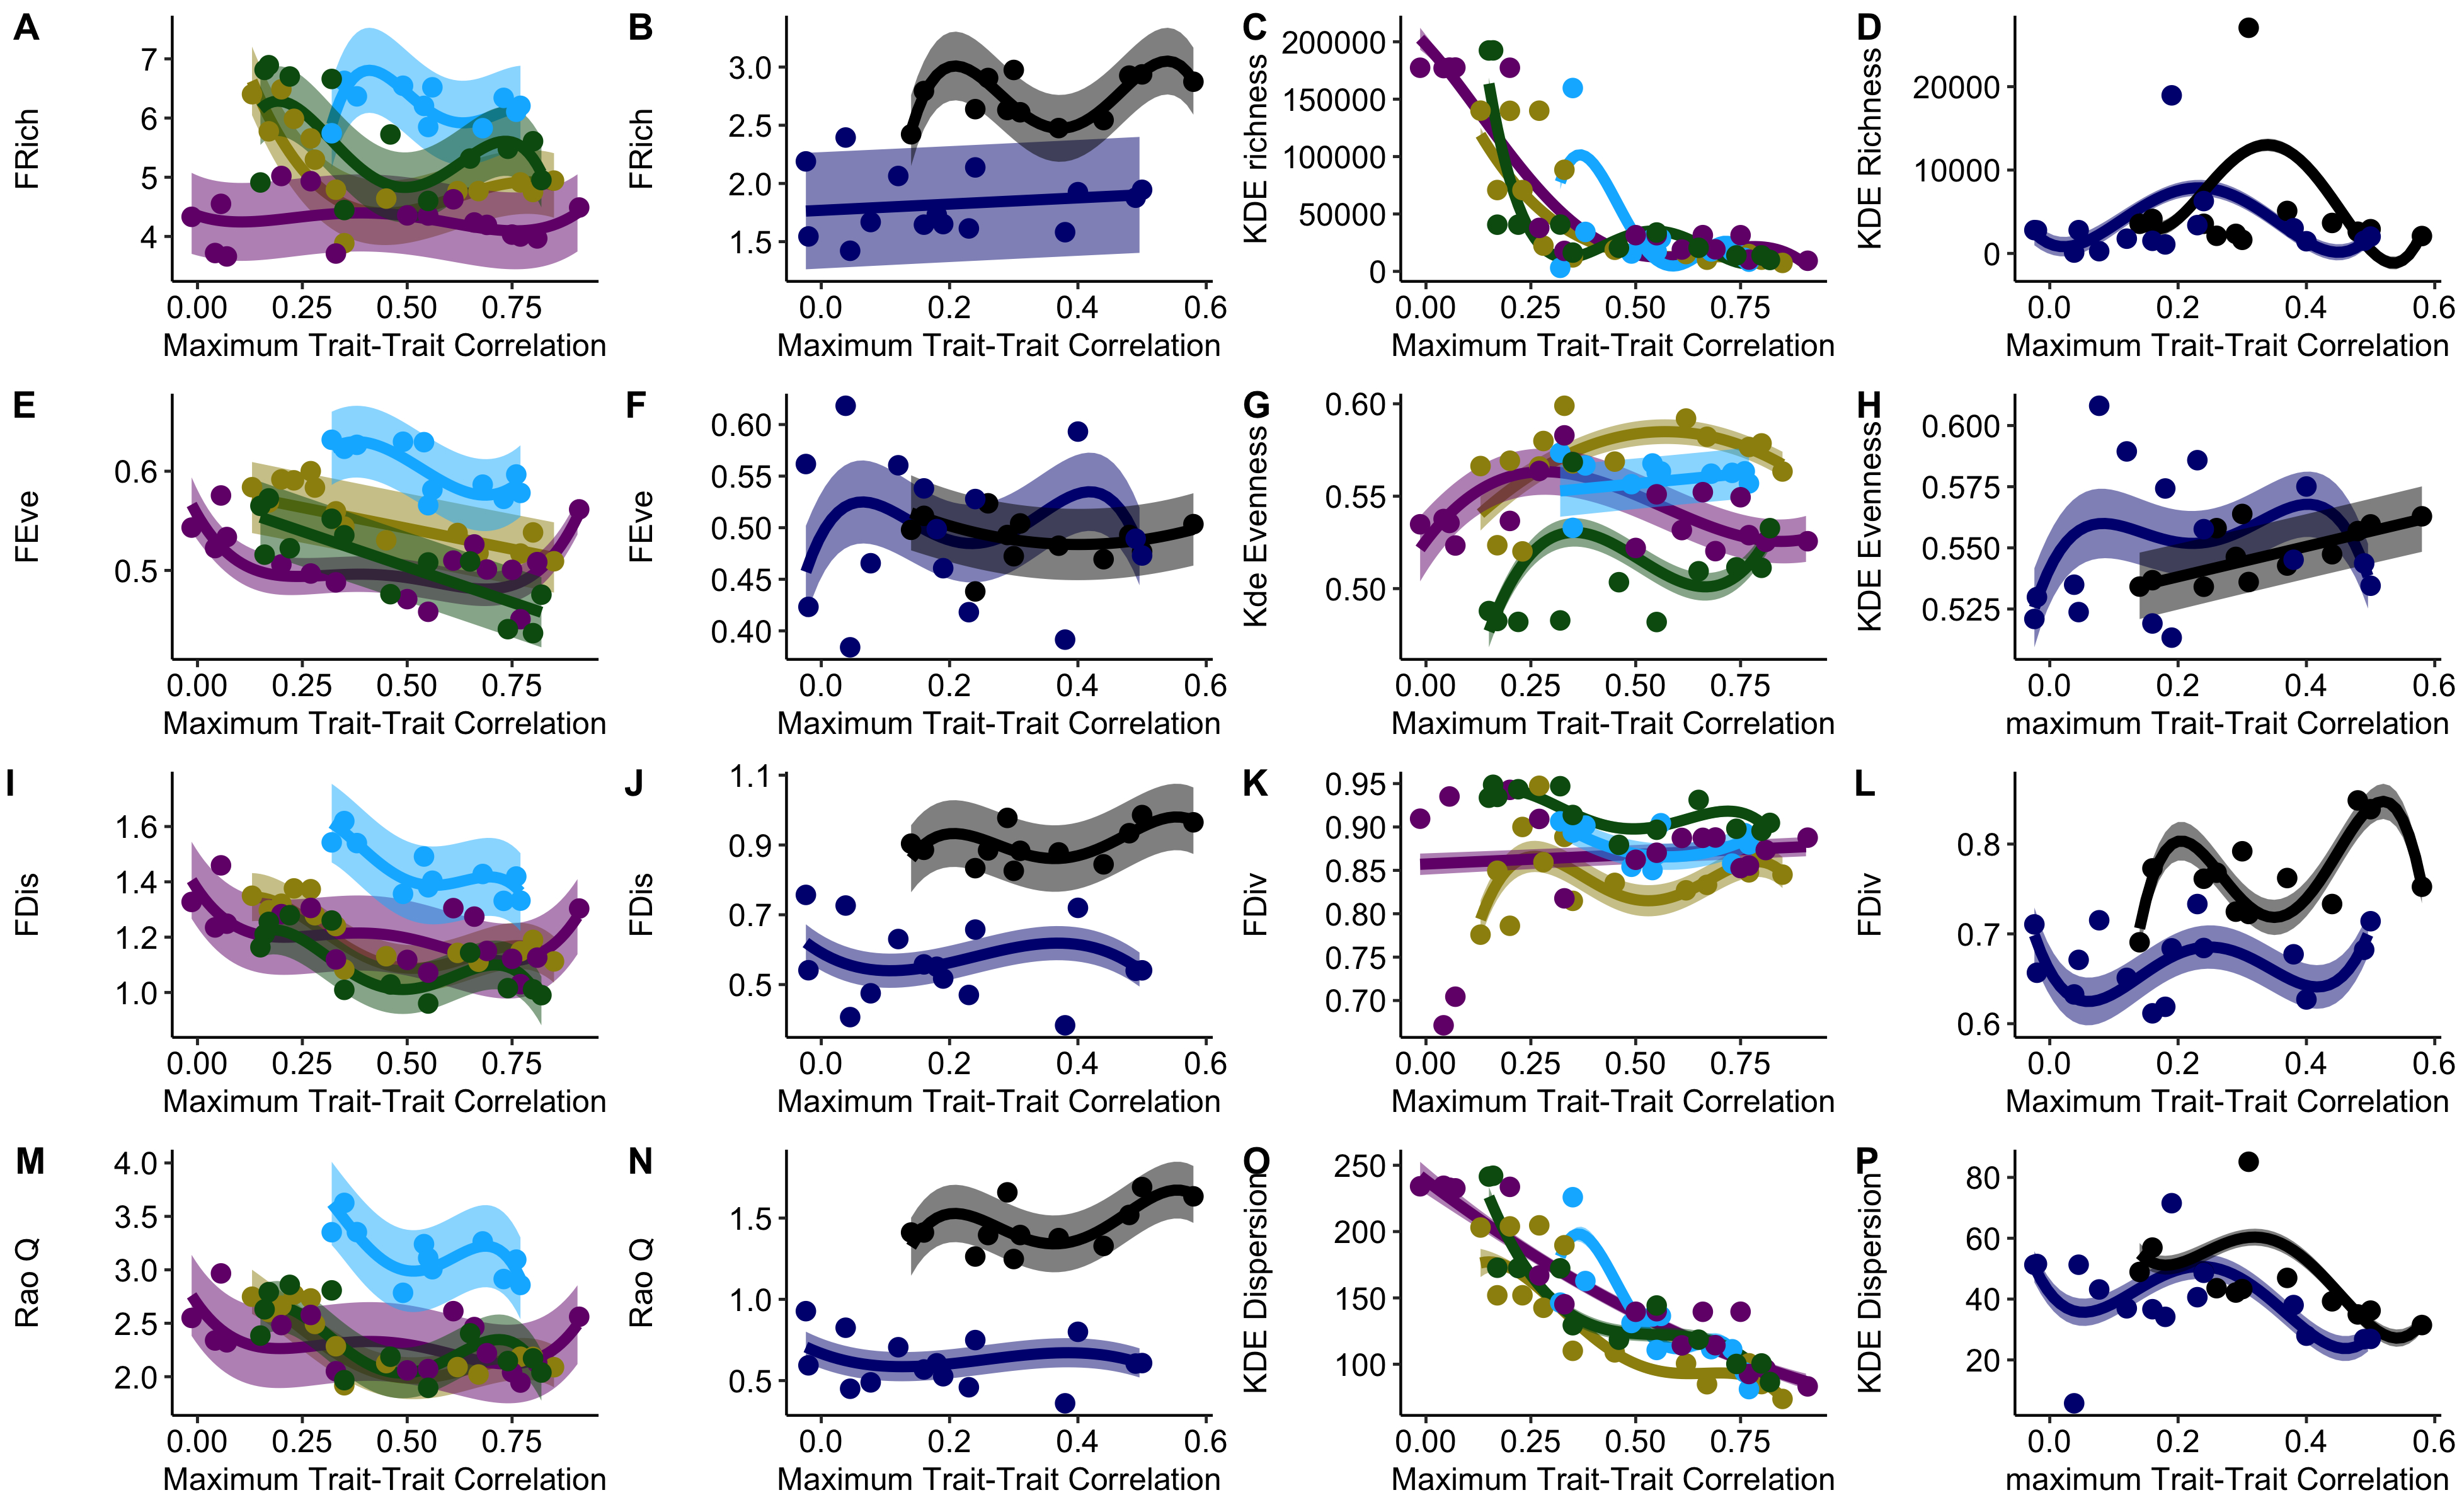 A B C D
FRich FRich KDE richness KDE Richness
7 6 5 4
3.0 2.5 2.0 1.5
200000 150000 100000 50000 0
20000 10000 0
0.00 0.25 0.50 0.75
0.0 0.2 0.4 0.6
0.00 0.25 0.50 0.75
0.0 0.2 0.4 0.6
Maximum Trait-Trait Correlation
Maximum Trait-Trait Correlation
Maximum Trait-Trait Correlation
maximum Trait-Trait Correlation
E F G H
FEve FEve Kde Evenness KDE Evenness
0.6 0.5
0.60 0.55 0.50 0.45 0.40
0.60 0.55 0.50
0.600 0.575 0.550 0.525
0.00 0.25 0.50 0.75
0.0 0.2 0.4 0.6
0.00 0.25 0.50 0.75
0.0 0.2 0.4 0.6
Maximum Trait-Trait Correlation
Maximum Trait-Trait Correlation
Maximum Trait-Trait Correlation
maximum Trait-Trait Correlation
I J K L
FDis FDis FDiv FDiv
1.6 1.4 1.2 1.0
1.1 0.9 0.7 0.5
0.95 0.90 0.85 0.80 0.75 0.70
0.8 0.7 0.6
0.00 0.25 0.50 0.75
0.0 0.2 0.4 0.6
0.00 0.25 0.50 0.75
0.0 0.2 0.4 0.6
Maximum Trait-Trait Correlation
Maximum Trait-Trait Correlation
Maximum Trait-Trait Correlation
maximum Trait-Trait Correlation
M N O P
Rao Q Rao Q KDE Dispersion KDE Dispersion
4.0 3.5 3.0 2.5 2.0
1.5 1.0 0.5
250 200 150 100
80 60 40 20
0.00 0.25 0.50 0.75
0.0 0.2 0.4 0.6
0.00 0.25 0.50 0.75
0.0 0.2 0.4 0.6
Maximum Trait-Trait Correlation
Maximum Trait-Trait Correlation
Maximum Trait-Trait Correlation
maximum Trait-Trait Correlation